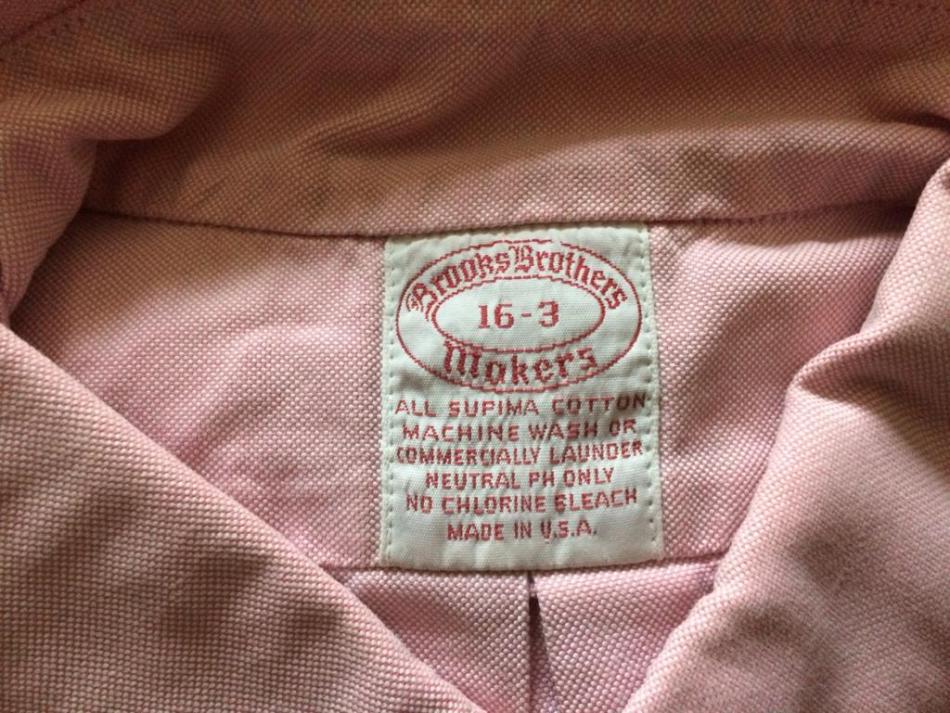 Brooks Brothers
16-3
Makers
ALL SUPIMA COTTON
MACHINE WASH OR
COMMERCIALLY LAUNDER
NEUTRAL PH ONLY
NO CHLORINE BLEACH
MADE IN U.S.A.